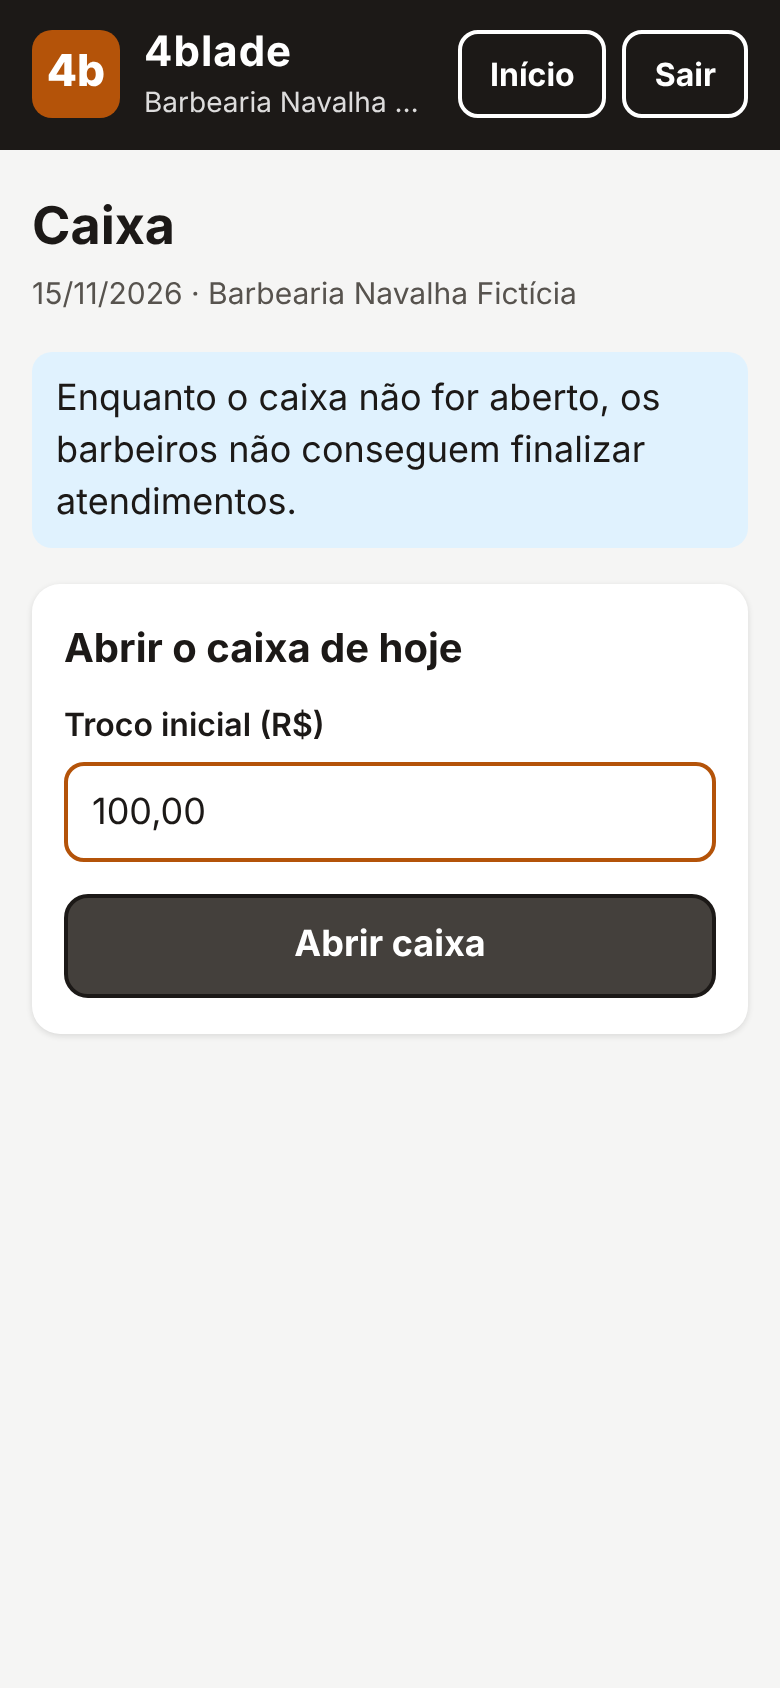 4b
4blade
Barbearia Navalha ...
Início
Sair
Caixa
15/11/2026 · Barbearia Navalha Fictícia
Enquanto o caixa não for aberto, os
barbeiros não conseguem finalizar
atendimentos.
Abrir o caixa de hoje
Troco inicial (R$)
100,00
Abrir caixa